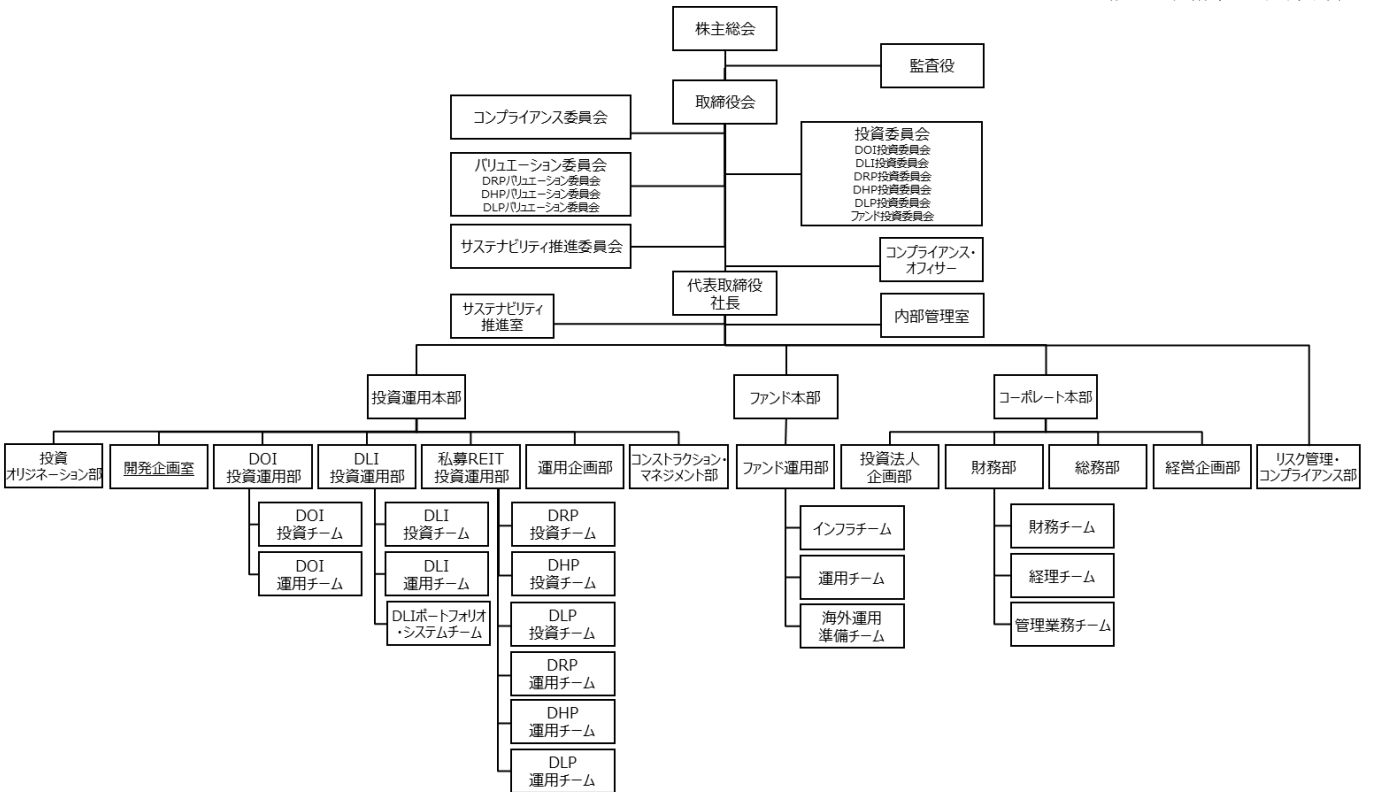 株主総会
監査役
取締役会
コンプライアンス委員会
投資委員会
DOI投資委員会
DLI投資委員会
DRP投資委員会
DHP投資委員会
DLP投資委員会
ファンド投資委員会
バリュエーション委員会
DRPバリュエーション委員会
DHPバリュエーション委員会
DLPバリュエーション委員会
サステナビリティ推進委員会
コンプライアンス・
オフィサー
代表取締役
社長
サステナビリティ
推進室
内部管理室
投資運用本部
ファンド本部
コーポレート本部
投資
オリジネーション部
開発企画室
DOI
投資運用部
DLI
投資運用部
私募REIT
投資運用部
運用企画部
コンストラクション・
マネジメント部
ファンド運用部
投資法人
企画部
財務部
総務部
経営企画部
リスク管理・
コンプライアンス部
DOI
投資チーム
DLI
投資チーム
DRP
投資チーム
インフラチーム
財務チーム
DOI
運用チーム
DLI
運用チーム
DHP
投資チーム
運用チーム
経理チーム
DLIポートフォリオ
・システムチーム
DLP
投資チーム
海外運用
準備チーム
管理業務チーム
DRP
運用チーム
DHP
運用チーム
DLP
運用チーム